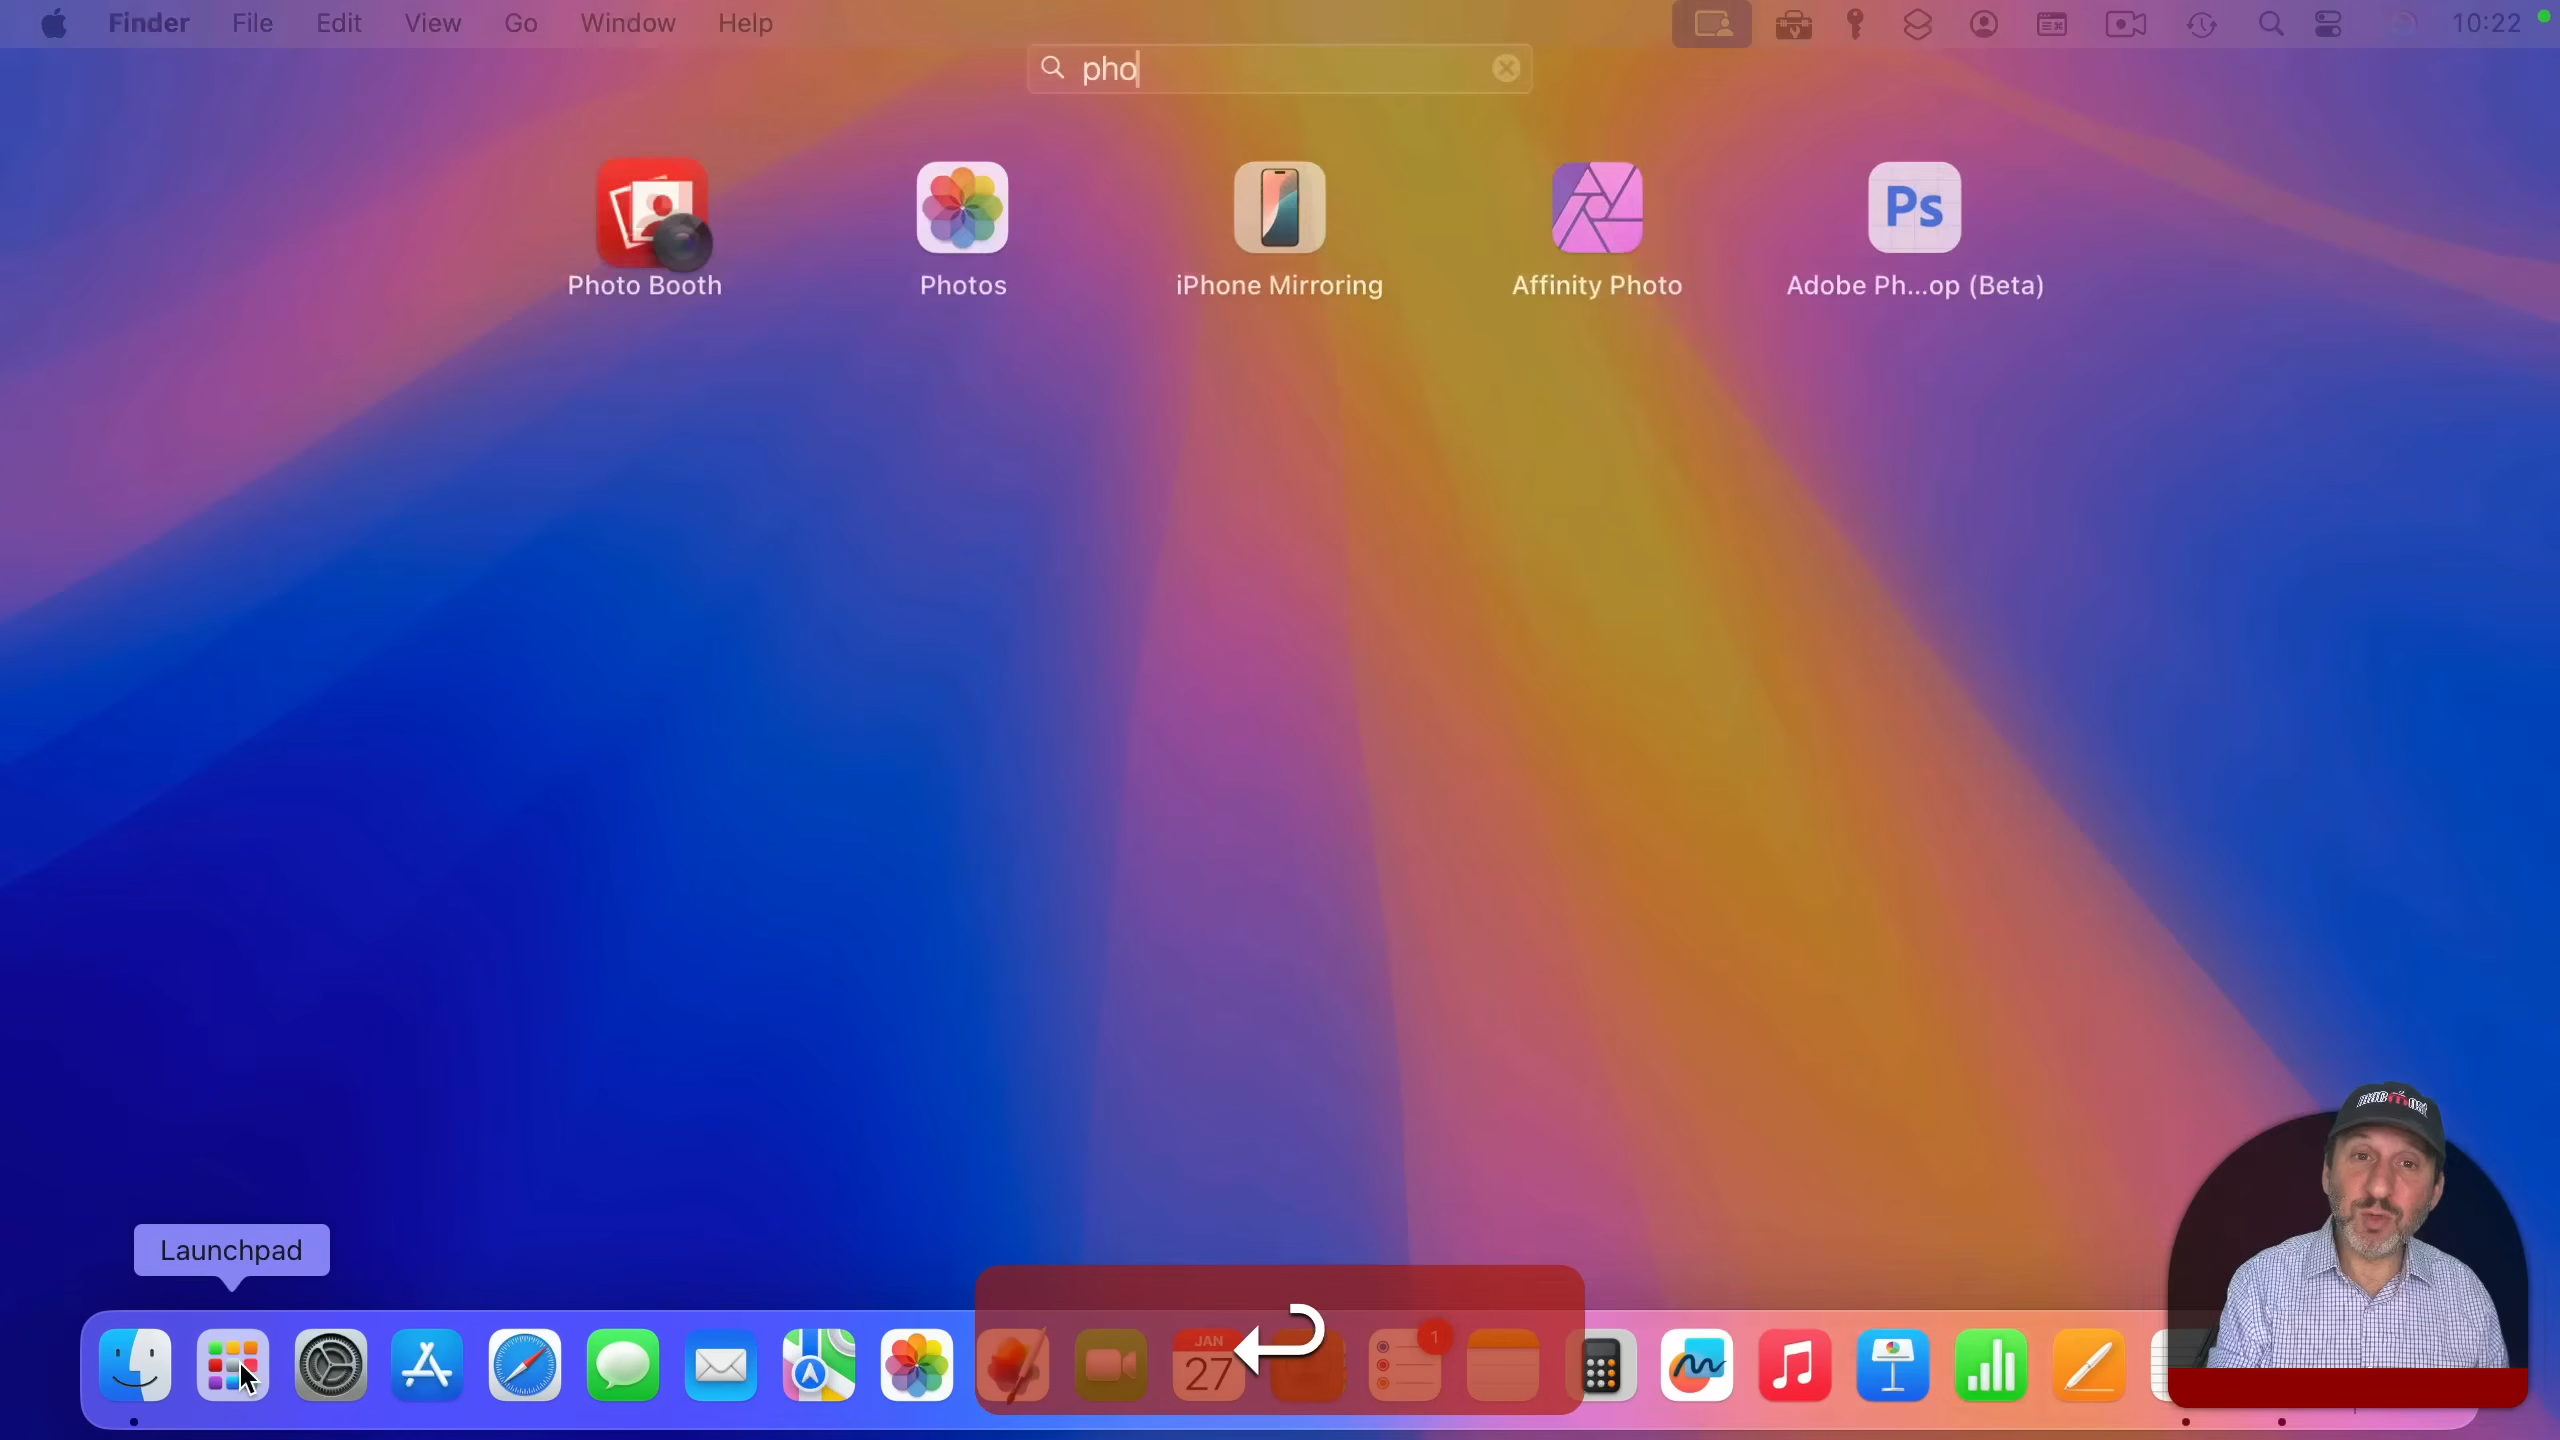 Finder File Edit View Go Window Help 10:22
pho
Photo Booth Photos iPhone Mirroring Affinity Photo Adobe Ph...op (Beta)
Ps
Launchpad
JAN
27
1